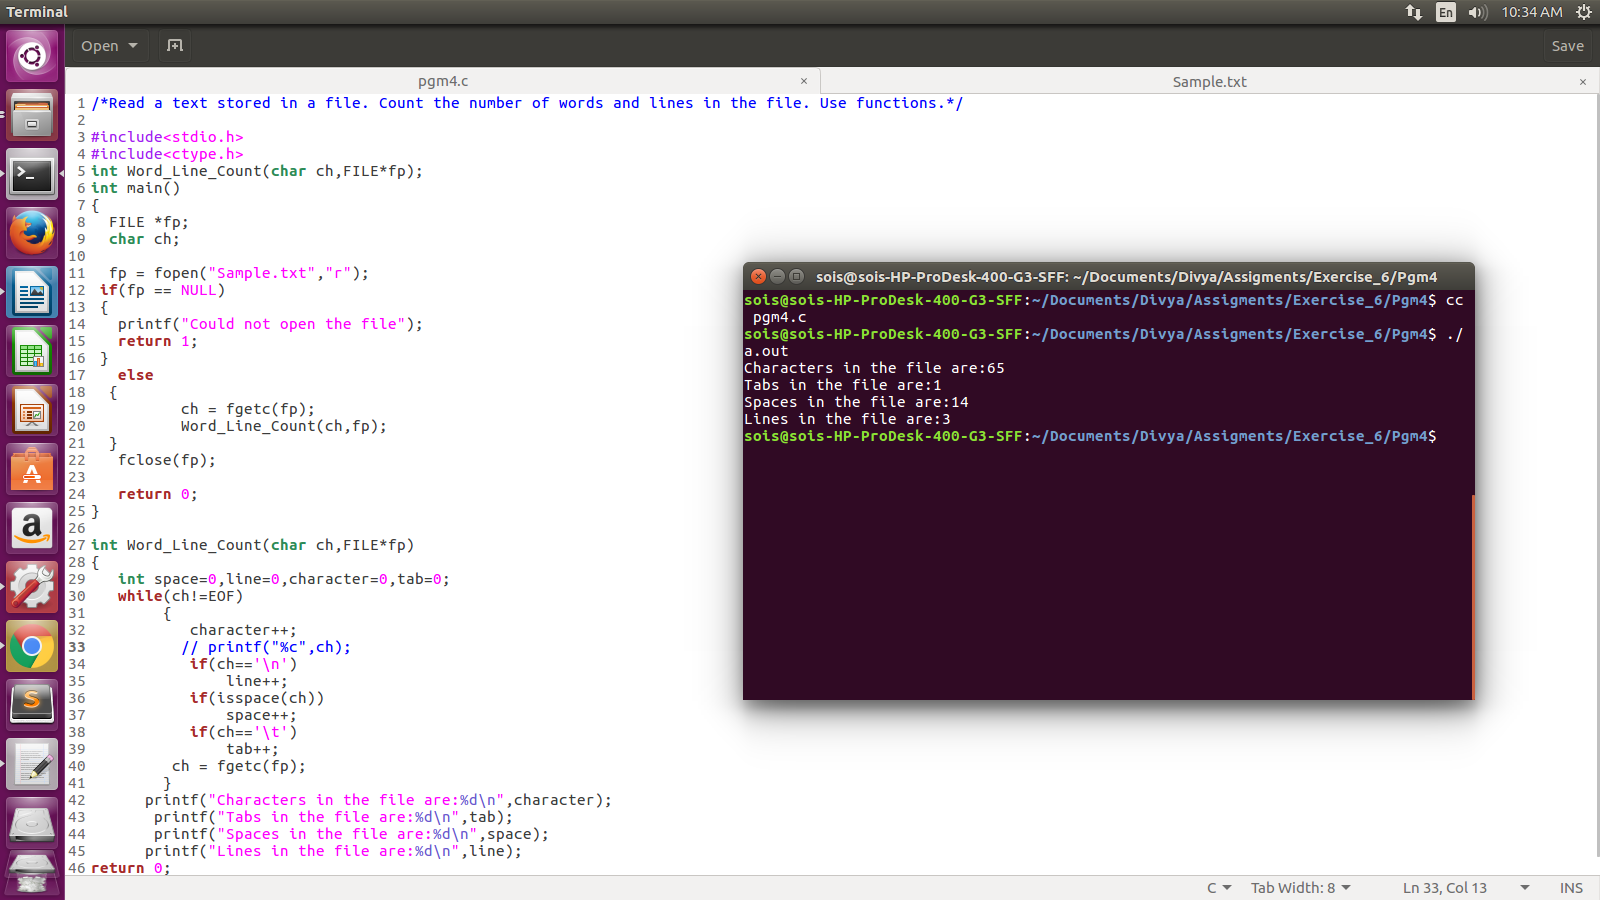 Terminal
En
10:34 AM
Open
Save
pgm4.c ×
Sample.txt ×
1 /*Read a text stored in a file. Count the number of words and lines in the file. Use functions.*/
2
3 #include<stdio.h>
4 #include<ctype.h>
5 int Word_Line_Count(char ch,FILE*fp);
6 int main()
7 {
8   FILE *fp;
9   char ch;
10
11   fp = fopen("Sample.txt","r");
12  if(fp == NULL)
13  {
14    printf("Could not open the file");
15    return 1;
16  }
17    else
18   {
19           ch = fgetc(fp);
20           Word_Line_Count(ch,fp);
21   }
22    fclose(fp);
23
24    return 0;
25 }
26
27 int Word_Line_Count(char ch,FILE*fp)
28 {
29    int space=0,line=0,character=0,tab=0;
30    while(ch!=EOF)
31         {
32            character++;
33           // printf("%c",ch);
34            if(ch=='\n')
35                line++;
36            if(isspace(ch))
37                space++;
38            if(ch=='\t')
39                tab++;
40          ch = fgetc(fp);
41         }
42       printf("Characters in the file are:%d\n",character);
43        printf("Tabs in the file are:%d\n",tab);
44        printf("Spaces in the file are:%d\n",space);
45       printf("Lines in the file are:%d\n",line);
46 return 0;
sois@sois-HP-ProDesk-400-G3-SFF: ~/Documents/Divya/Assigments/Exercise_6/Pgm4
sois@sois-HP-ProDesk-400-G3-SFF:~/Documents/Divya/Assigments/Exercise_6/Pgm4$ cc
 pgm4.c
sois@sois-HP-ProDesk-400-G3-SFF:~/Documents/Divya/Assigments/Exercise_6/Pgm4$ ./
a.out
Characters in the file are:65
Tabs in the file are:1
Spaces in the file are:14
Lines in the file are:3
sois@sois-HP-ProDesk-400-G3-SFF:~/Documents/Divya/Assigments/Exercise_6/Pgm4$
C
Tab Width: 8
Ln 33, Col 13
INS